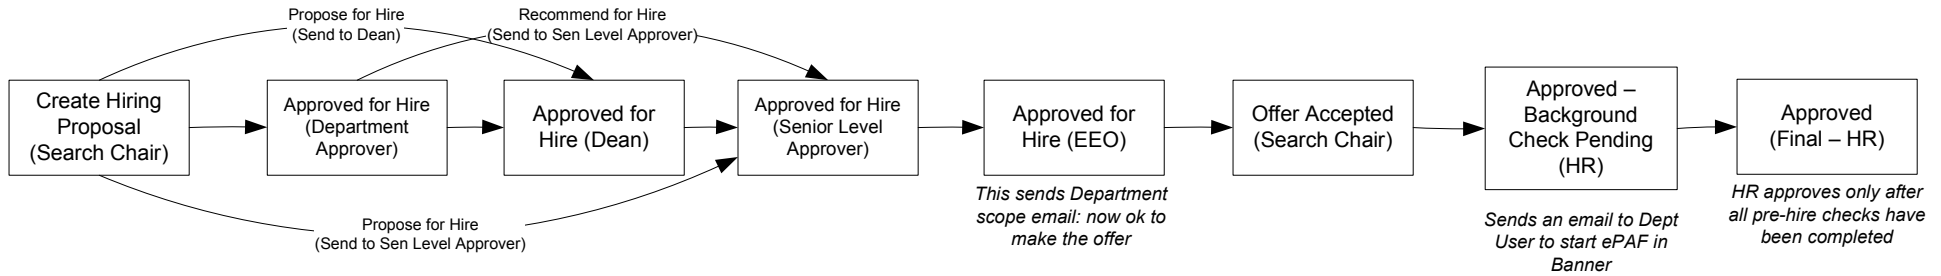 Propose for Hire
(Send to Dean)
Recommend for Hire
(Send to Sen Level Approver)
Create Hiring
Proposal
(Search Chair)
Approved for Hire
(Department
Approver)
Approved for
Hire (Dean)
Approved for Hire
(Senior Level
Approver)
Approved for
Hire (EEO)
Offer Accepted
(Search Chair)
Approved –
Background
Check Pending
(HR)
Approved
(Final – HR)
Propose for Hire
(Send to Sen Level Approver)
This sends Department
scope email: now ok to
make the offer
Sends an email to Dept
User to start ePAF in
Banner
HR approves only after
all pre-hire checks have
been completed